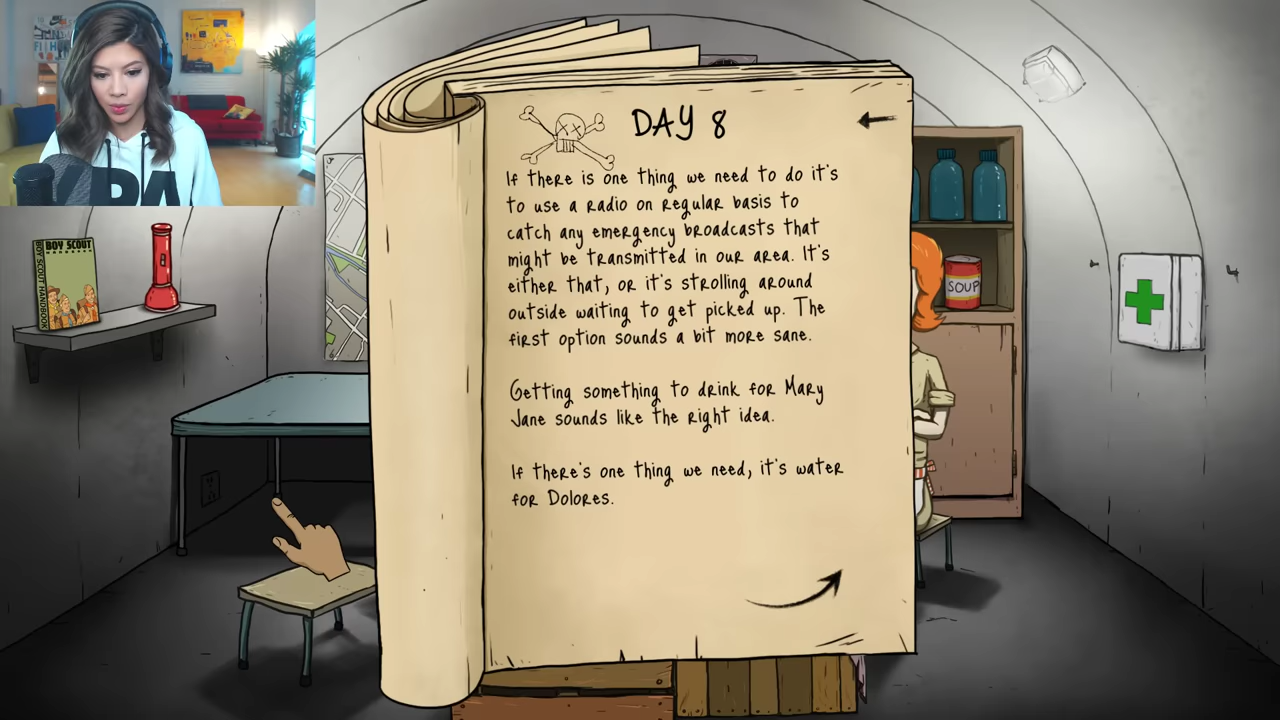 DAY 8
If there is one thing we need to do it's
to use a radio on regular basis to
catch any emergency broadcasts that
might be transmitted in our area. It's
either that, or it's strolling around
outside waiting to get picked up. The
first option sounds a bit more sane.
Getting something to drink for Mary
Jane sounds like the right idea.
If there's one thing we need, it's water
for Dolores.
BOY SCOUT
BOY SCOUT HANDBOOK
SOUP